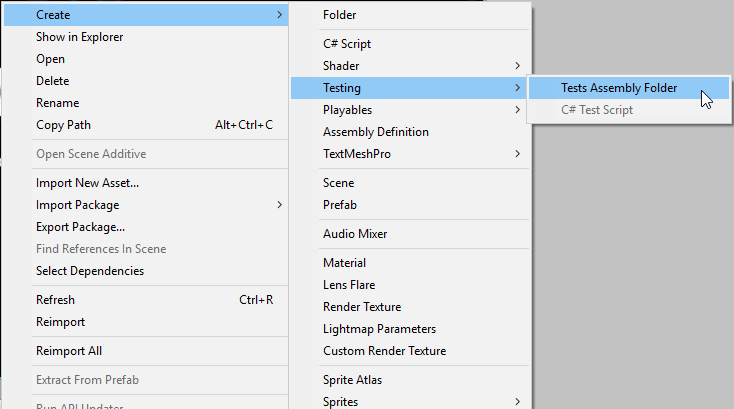 Create
Show in Explorer
Open
Delete
Rename
Copy Path Alt+Ctrl+C
Open Scene Additive
Import New Asset...
Import Package
Export Package...
Find References In Scene
Select Dependencies
Refresh Ctrl+R
Reimport
Reimport All
Extract From Prefab
Run API Updater
Folder
C# Script
Shader
Testing
Playables
Assembly Definition
TextMeshPro
Scene
Prefab
Audio Mixer
Material
Lens Flare
Render Texture
Lightmap Parameters
Custom Render Texture
Sprite Atlas
Sprites
Tests Assembly Folder
C# Test Script